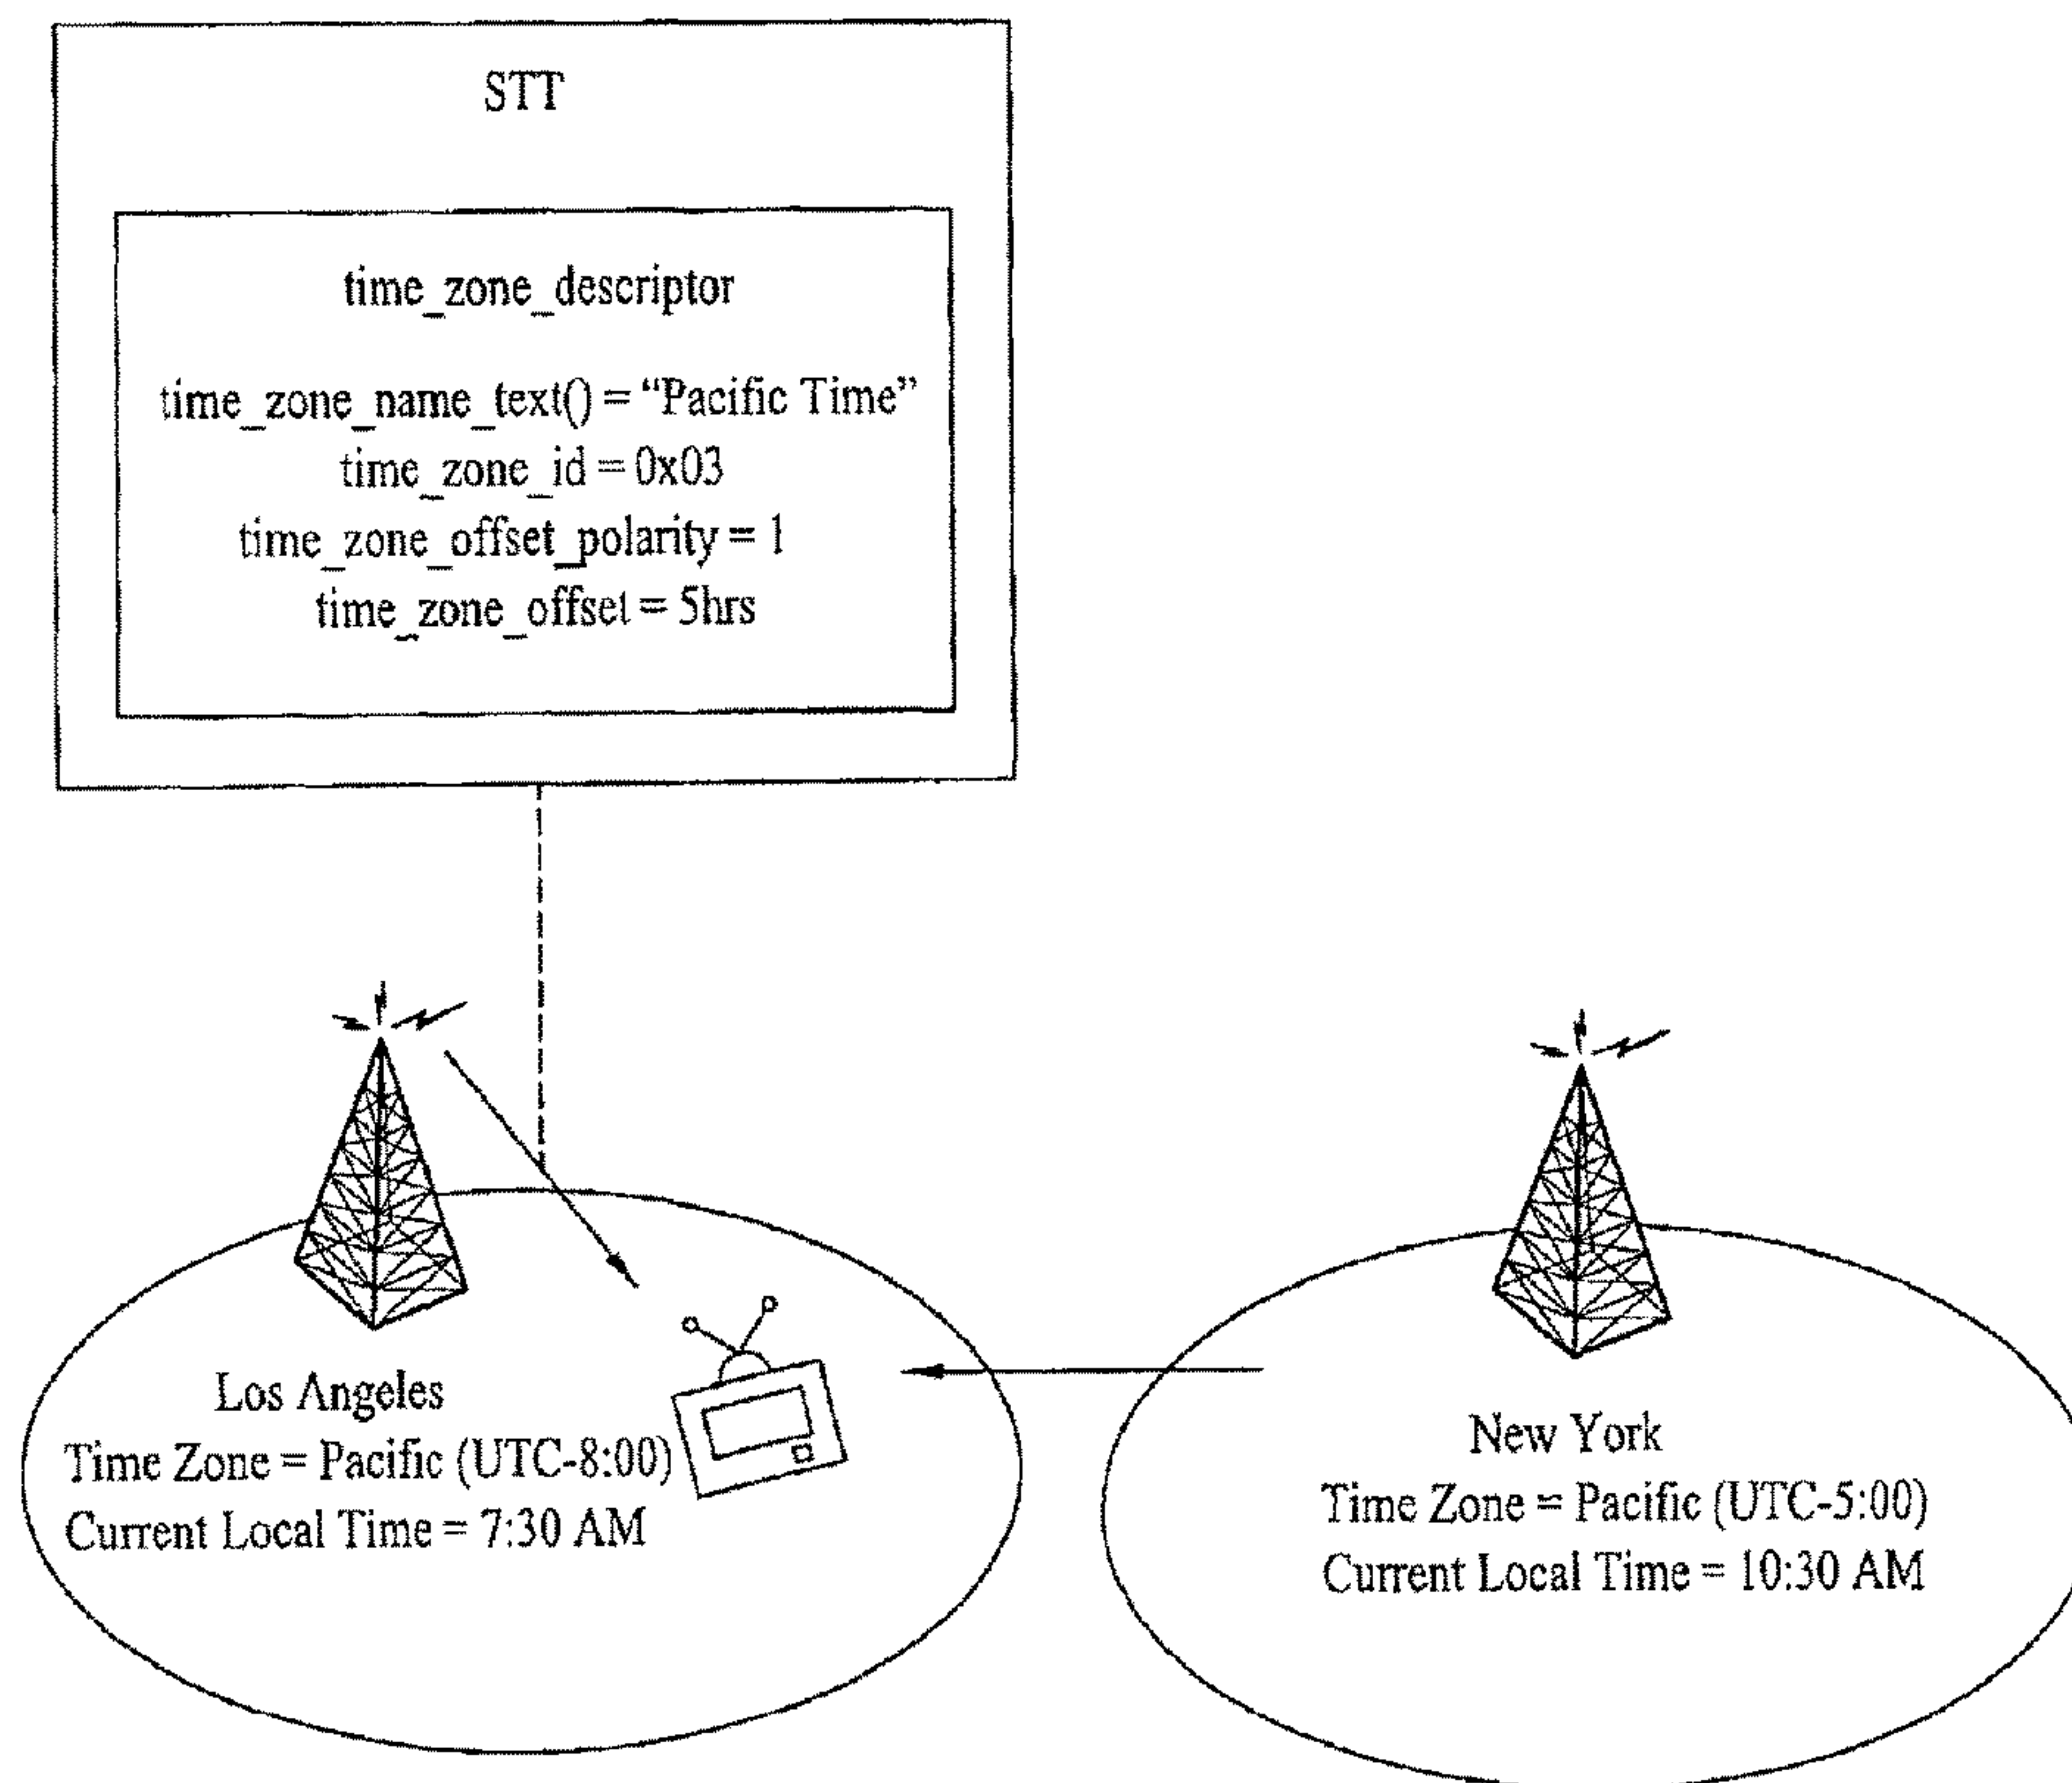 STT
time_zone_descriptor
time_zone_name_text() = “Pacific Time”
time_zone_id = 0x03
time_zone_offset_polarity = 1
time_zone_offset = 5hrs
Los Angeles
Time Zone = Pacific (UTC-8:00)
Current Local Time = 7:30 AM
New York
Time Zone = Pacific (UTC-5:00)
Current Local Time = 10:30 AM